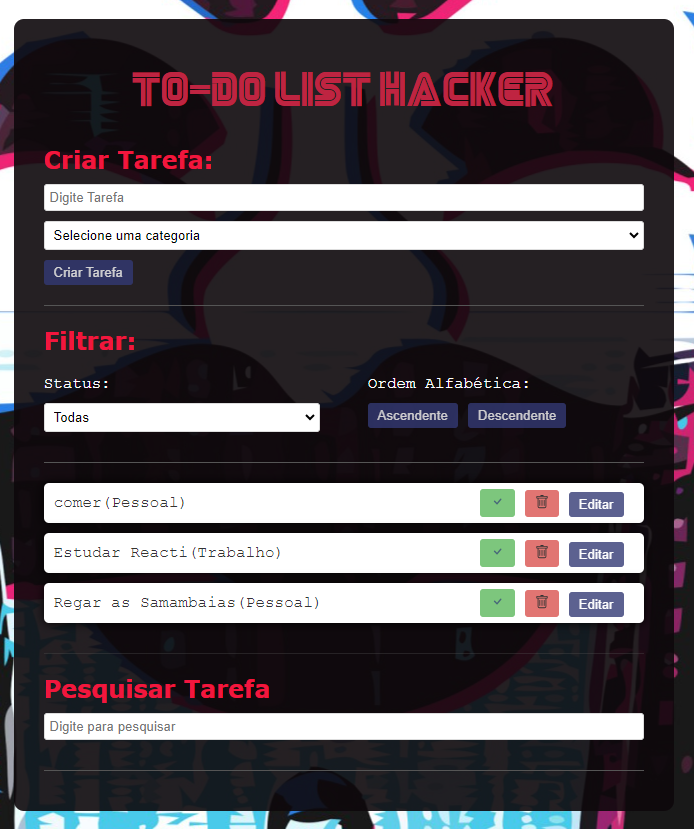 TO-DO LIST HACKER
Criar Tarefa:
Digite Tarefa
Selecione uma categoria
Criar Tarefa
Filtrar:
Status:
Todas
Ordem Alfabética:
Ascendente Descendente
comer(Pessoal) Editar
Estudar Reacti(Trabalho) Editar
Regar as Samambaias(Pessoal) Editar
Pesquisar Tarefa
Digite para pesquisar